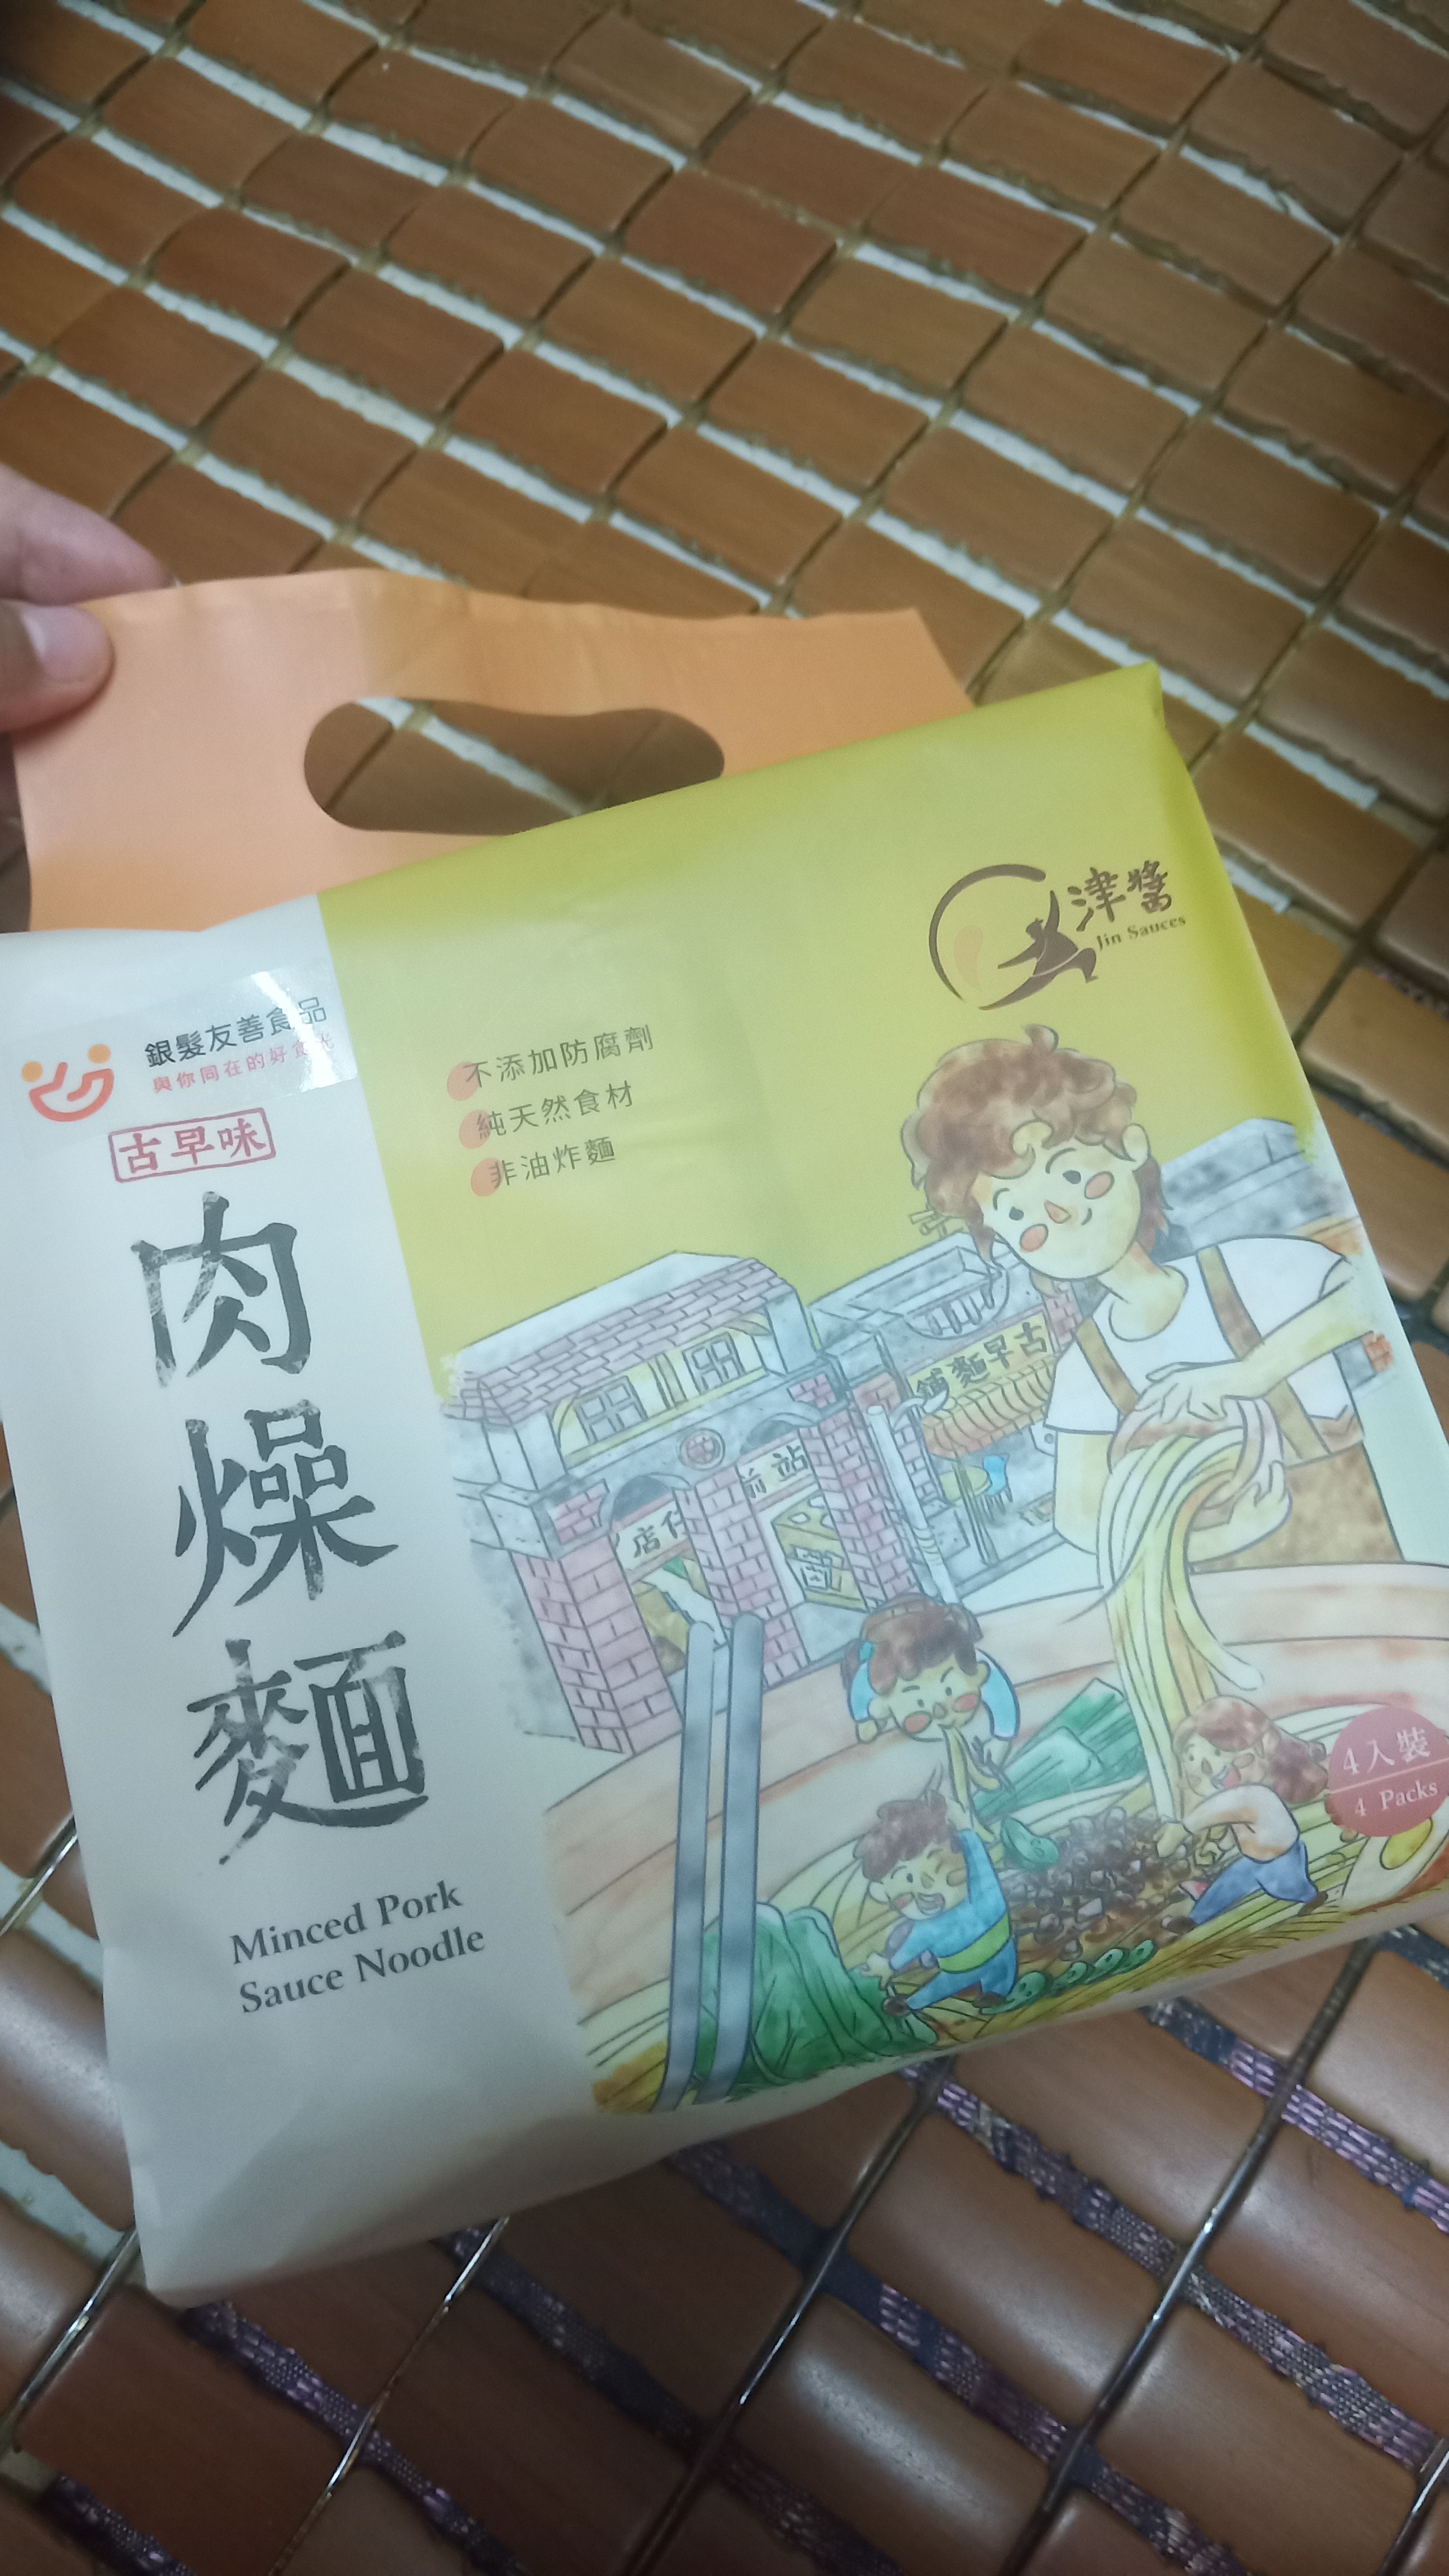 津醬
Jin Sauces
銀髮友善食品
與你同在的好食光
古早味
肉燥麵
Minced Pork
Sauce Noodle
不添加防腐劑
純天然食材
非油炸麵
古早麵舖
站前
店仔
4入裝
4 Packs